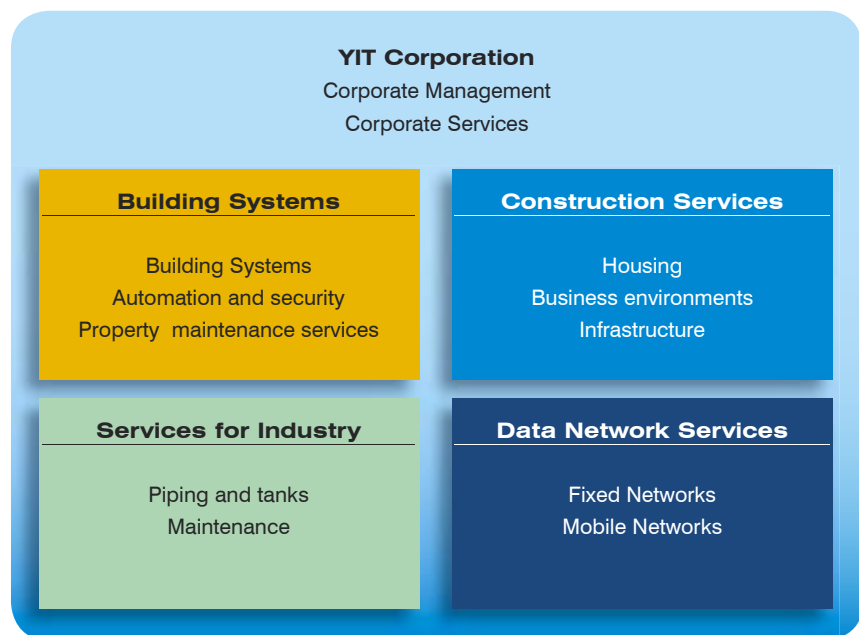 YIT Corporation
Corporate Management
Corporate Services
Building Systems
Building Systems
Automation and security
Property maintenance services
Construction Services
Housing
Business environments
Infrastructure
Services for Industry
Piping and tanks
Maintenance
Data Network Services
Fixed Networks
Mobile Networks